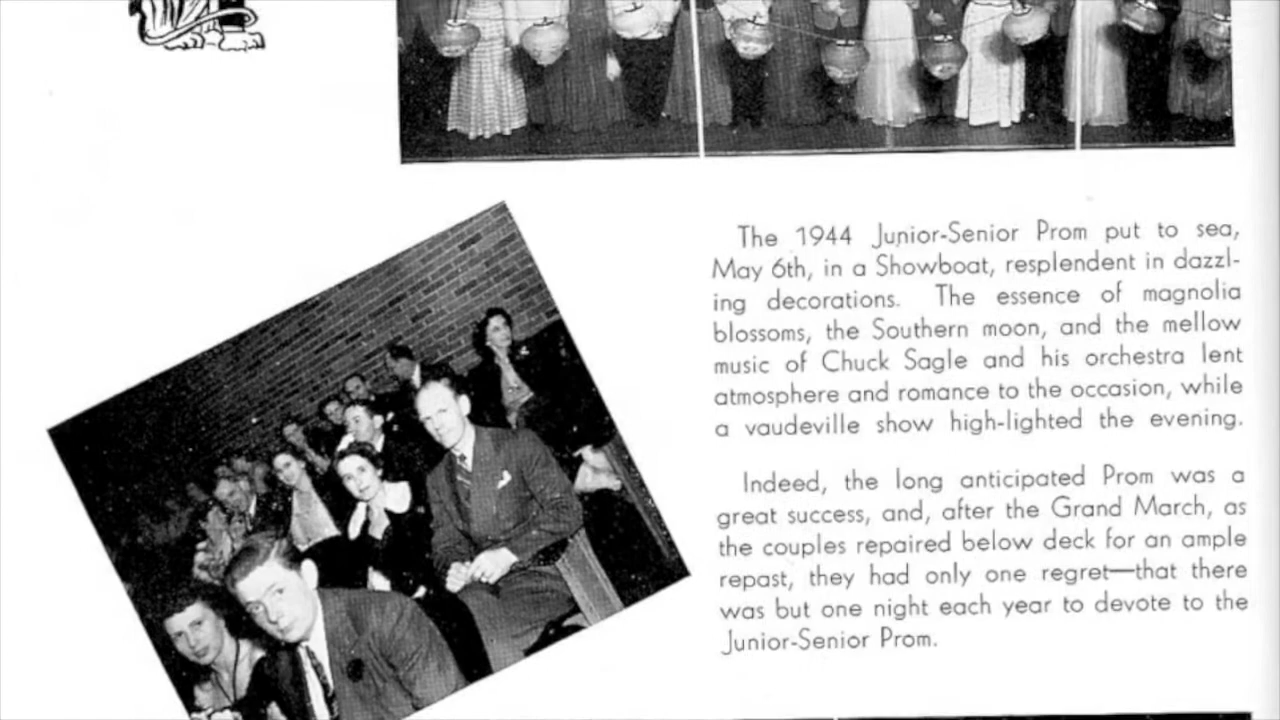 The 1944 Junior-Senior Prom put to sea,
May 6th, in a Showboat, resplendent in dazzl-
ing decorations. The essence of magnolia
blossoms, the Southern moon, and the mellow
music of Chuck Sagle and his orchestra lent
atmosphere and romance to the occasion, while
a vaudeville show high-lighted the evening.
Indeed, the long anticipated Prom was a
great success, and, after the Grand March, as
the couples repaired below deck for an ample
repast, they had only one regret—that there
was but one night each year to devote to the
Junior-Senior Prom.